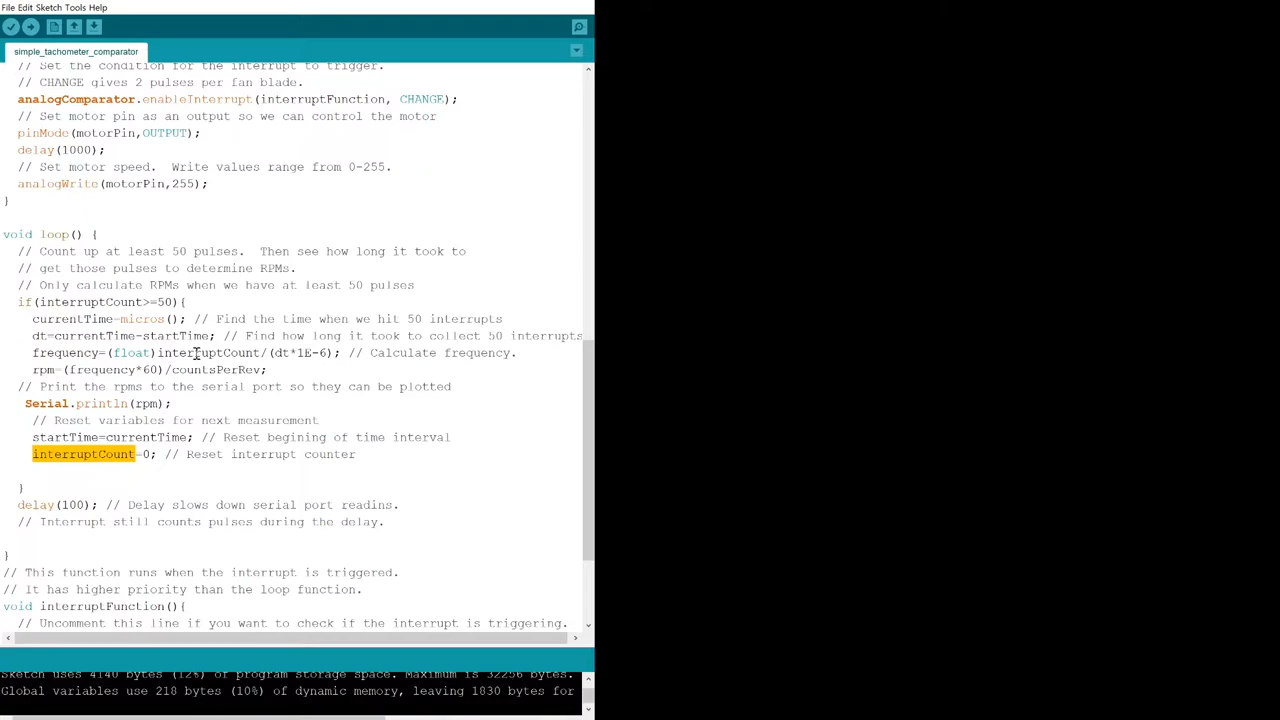 File Edit Sketch Tools Help
simple_tachometer_comparator
// Set the condition for the interrupt to trigger.
// CHANGE gives 2 pulses per fan blade.
analogComparator.enableInterrupt(interruptFunction, CHANGE);
// Set motor pin as an output so we can control the motor
pinMode(motorPin,OUTPUT);
delay(1000);
// Set motor speed.  Write values range from 0-255.
analogWrite(motorPin,255);
}
void loop() {
// Count up at least 50 pulses.  Then see how long it took to
// get those pulses to determine RPMs.
// Only calculate RPMs when we have at least 50 pulses
if(interruptCount>=50){
currentTime=micros(); // Find the time when we hit 50 interrupts
dt=currentTime-startTime; // Find how long it took to collect 50 interrupts
frequency=(float)interruptCount/(dt*1E-6); // Calculate frequency.
rpm=(frequency*60)/countsPerRev;
// Print the rpms to the serial port so they can be plotted
Serial.println(rpm);
// Reset variables for next measurement
startTime=currentTime; // Reset begining of time interval
interruptCount=0; // Reset interrupt counter
}
delay(100); // Delay slows down serial port readins.
// Interrupt still counts pulses during the delay.
}
// This function runs when the interrupt is triggered.
// It has higher priority than the loop function.
void interruptFunction(){
// Uncomment this line if you want to check if the interrupt is triggering.
Sketch uses 4140 bytes (12%) of program storage space. Maximum is 32256 bytes.
Global variables use 218 bytes (10%) of dynamic memory, leaving 1830 bytes for